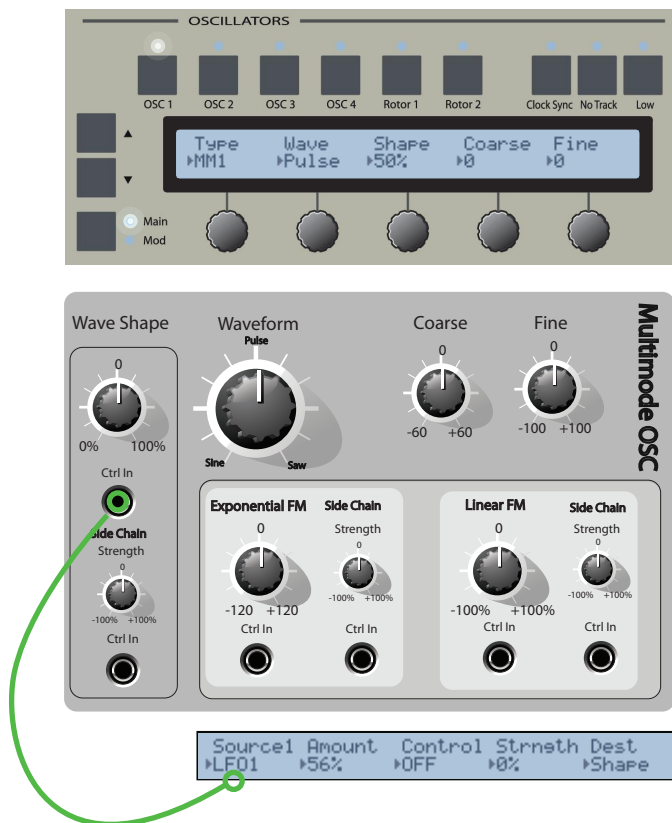 OSCILLATORS
OSC 1 OSC 2 OSC 3 OSC 4 Rotor 1 Rotor 2 Clock Sync No Track Low
Type Wave Shape Coarse Fine
MM1 Pulse 50% 0 0
Main
Mod
Multimode OSC
Wave Shape
0
0% 100%
Ctrl In
Side Chain
Strength
0
-100% +100%
Ctrl In
Waveform
Pulse
Sine Saw
Coarse
0
-60 +60
Fine
0
-100 +100
Exponential FM
0
-120 +120
Ctrl In
Side Chain
Strength
0
-100% +100%
Ctrl In
Linear FM
0
-100% +100%
Ctrl In
Side Chain
Strength
0
-100% +100%
Ctrl In
Source1 Amount Control Strngth Dest
LFO1 56% OFF 0% Shape